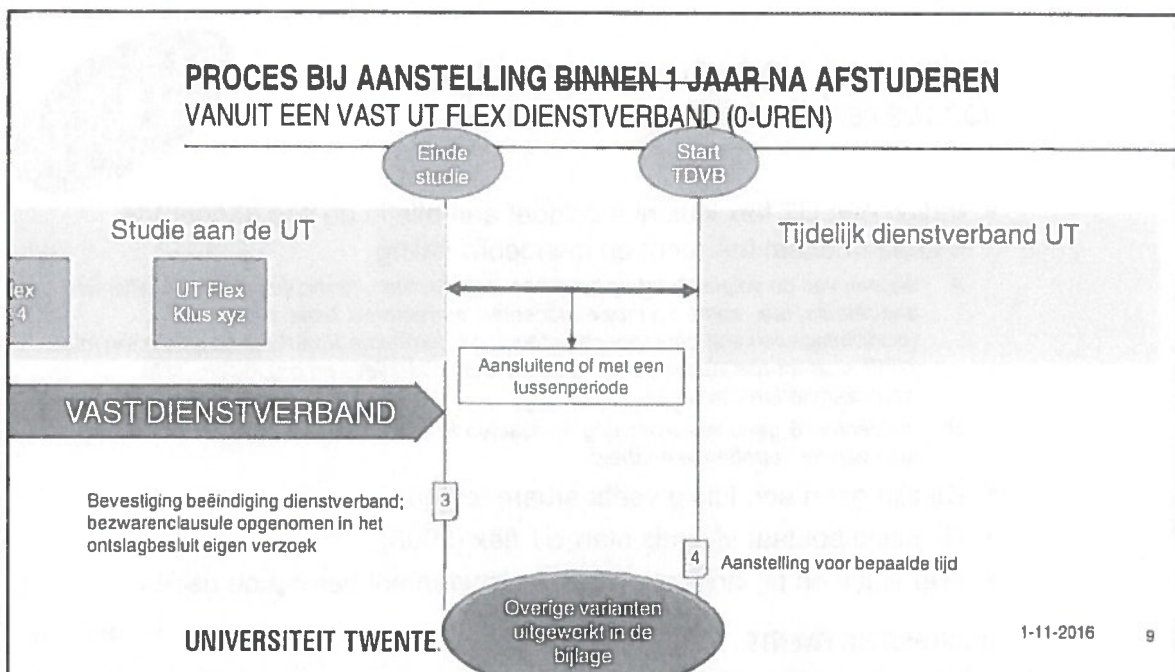 PROCES BIJ AANSTELLING BINNEN 1 JAAR NA AFSTUDEREN
VANUIT EEN VAST UT FLEX DIENSTVERBAND (0-UREN)
Einde
studie
Start
TDVB
Studie aan de UT
Tijdelijk dienstverband UT
lex
4
UT Flex
Klus xyz
Aansluitend of met een
tussenperiode
VAST DIENSTVERBAND
Bevestiging beëindiging dienstverband;
bezwarenclausule opgenomen in het
ontslagbesluit eigen verzoek
3
4
Aanstelling voor bepaalde tijd
Overige varianten
uitgewerkt in de
bijlage
UNIVERSITEIT TWENTE.
1-11-2016
9